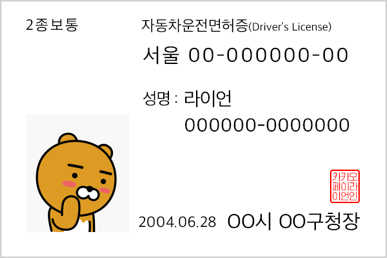 2종보통
자동차운전면허증(Driver's License)
서울 00-000000-00
성명 : 라이언
000000-0000000
카카오
페이라
이언인
2004.06.28 OO시 OO구청장